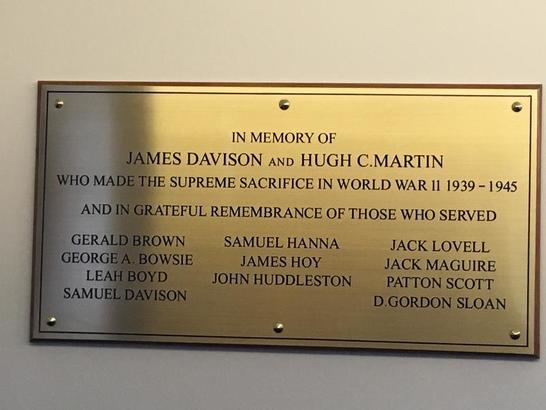 IN MEMORY OF
JAMES DAVISON AND HUGH C.MARTIN
WHO MADE THE SUPREME SACRIFICE IN WORLD WAR II 1939-1945
AND IN GRATEFUL REMEMBRANCE OF THOSE WHO SERVED
GERALD BROWN
GEORGE A. BOWSIE
LEAH BOYD
SAMUEL DAVISON
SAMUEL HANNA
JAMES HOY
JOHN HUDDLESTON
JACK LOVELL
JACK MAGUIRE
PATTON SCOTT
D.GORDON SLOAN